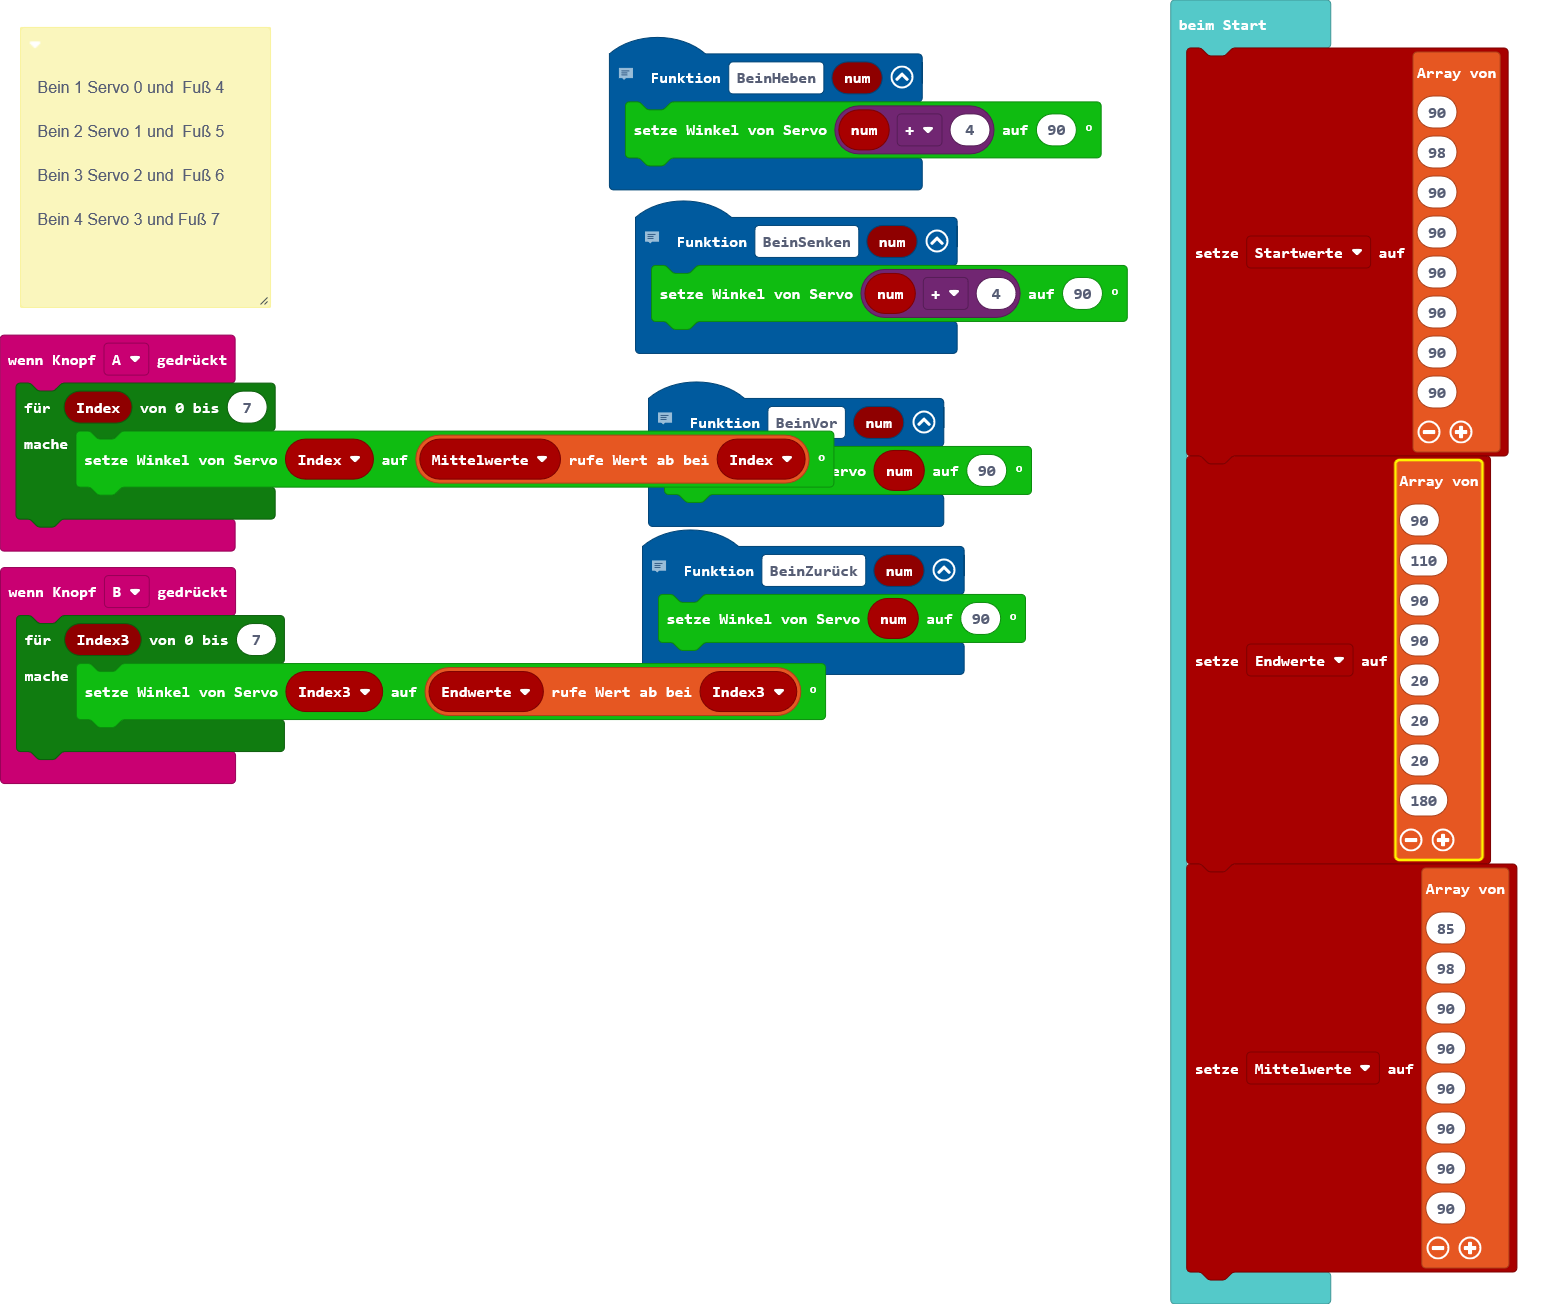 Bein 1 Servo 0 und  Fuß 4
Bein 2 Servo 1 und  Fuß 5
Bein 3 Servo 2 und  Fuß 6
Bein 4 Servo 3 und Fuß 7
wenn Knopf A gedrückt
für Index von 0 bis 7
mache
setze Winkel von Servo Index auf Mittelwerte rufe Wert ab bei Index °
wenn Knopf B gedrückt
für Index3 von 0 bis 7
mache
setze Winkel von Servo Index3 auf Endwerte rufe Wert ab bei Index3 °
Funktion BeinHeben num
setze Winkel von Servo num + 4 auf 90 °
Funktion BeinSenken num
setze Winkel von Servo num + 4 auf 90 °
Funktion BeinVor num
ervo num auf 90 °
Funktion BeinZurück num
setze Winkel von Servo num auf 90 °
beim Start
setze Startwerte auf
Array von
90
98
90
90
90
90
90
90
setze Endwerte auf
Array von
90
110
90
90
20
20
20
180
setze Mittelwerte auf
Array von
85
98
90
90
90
90
90
90